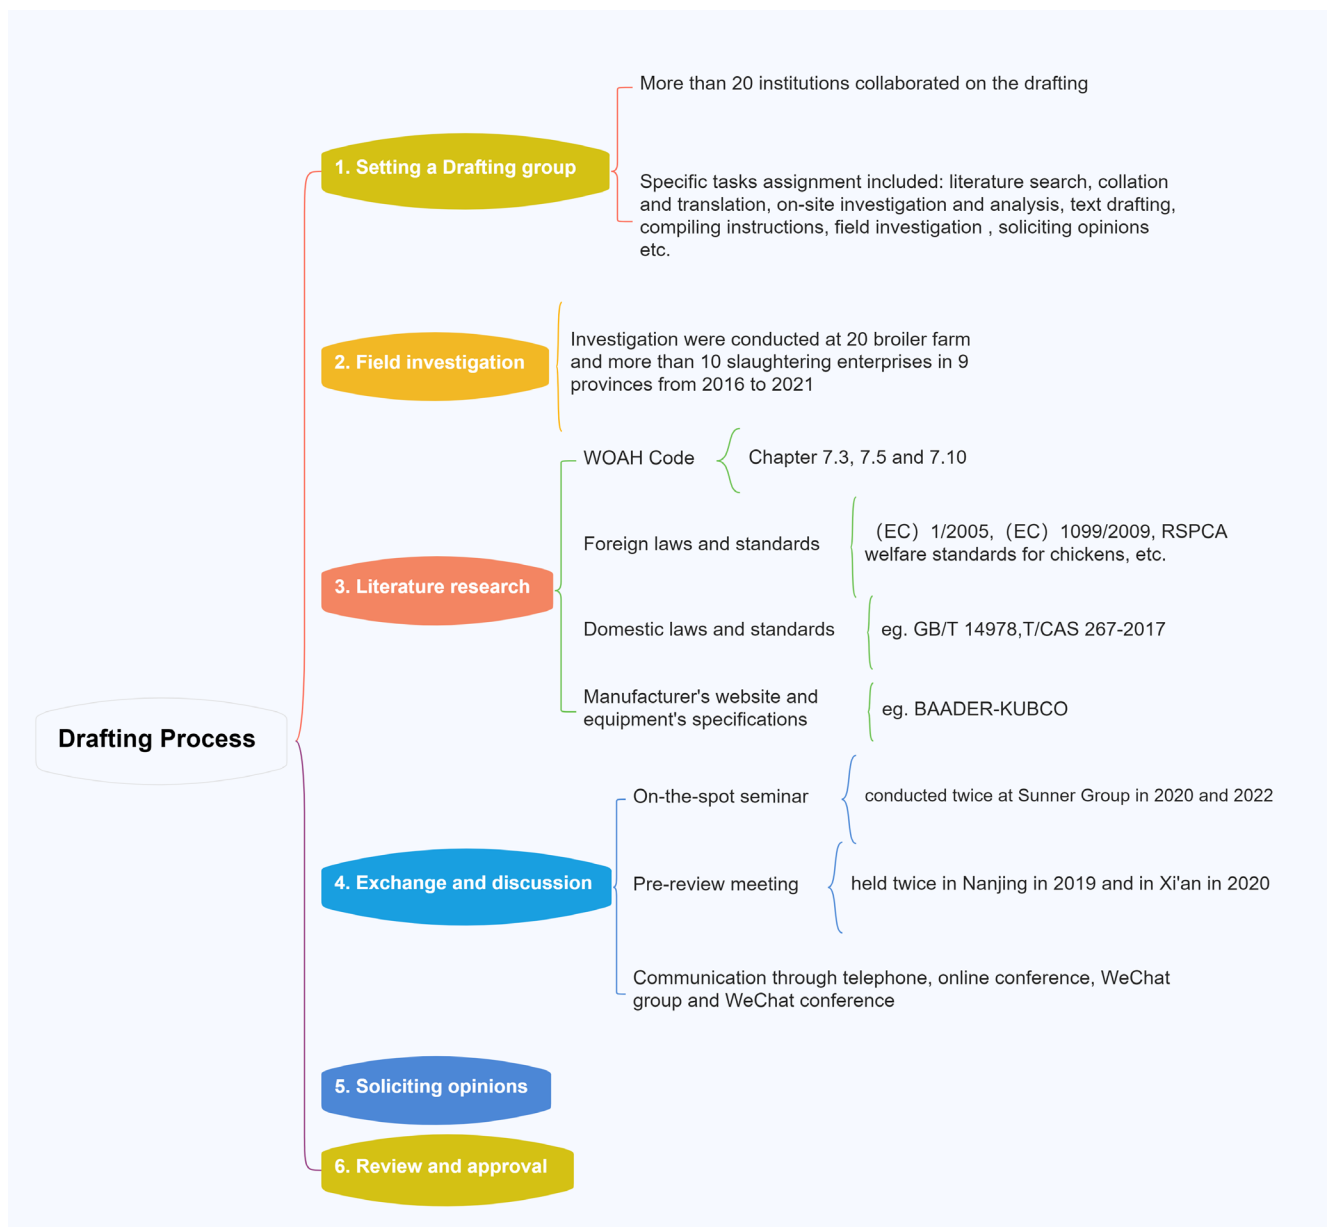 Drafting Process
1. Setting a Drafting group
More than 20 institutions collaborated on the drafting
Specific tasks assignment included: literature search, collation
and translation, on-site investigation and analysis, text drafting,
compiling instructions, field investigation , soliciting opinions
etc.
2. Field investigation
Investigation were conducted at 20 broiler farm
and more than 10 slaughtering enterprises in 9
provinces from 2016 to 2021
3. Literature research
WOAH Code
Chapter 7.3, 7.5 and 7.10
Foreign laws and standards
（EC）1/2005,（EC）1099/2009, RSPCA
welfare standards for chickens, etc.
Domestic laws and standards
eg. GB/T 14978,T/CAS 267-2017
Manufacturer's website and
equipment's specifications
eg. BAADER-KUBCO
4. Exchange and discussion
On-the-spot seminar
conducted twice at Sunner Group in 2020 and 2022
Pre-review meeting
held twice in Nanjing in 2019 and in Xi'an in 2020
Communication through telephone, online conference, WeChat
group and WeChat conference
5. Soliciting opinions
6. Review and approval